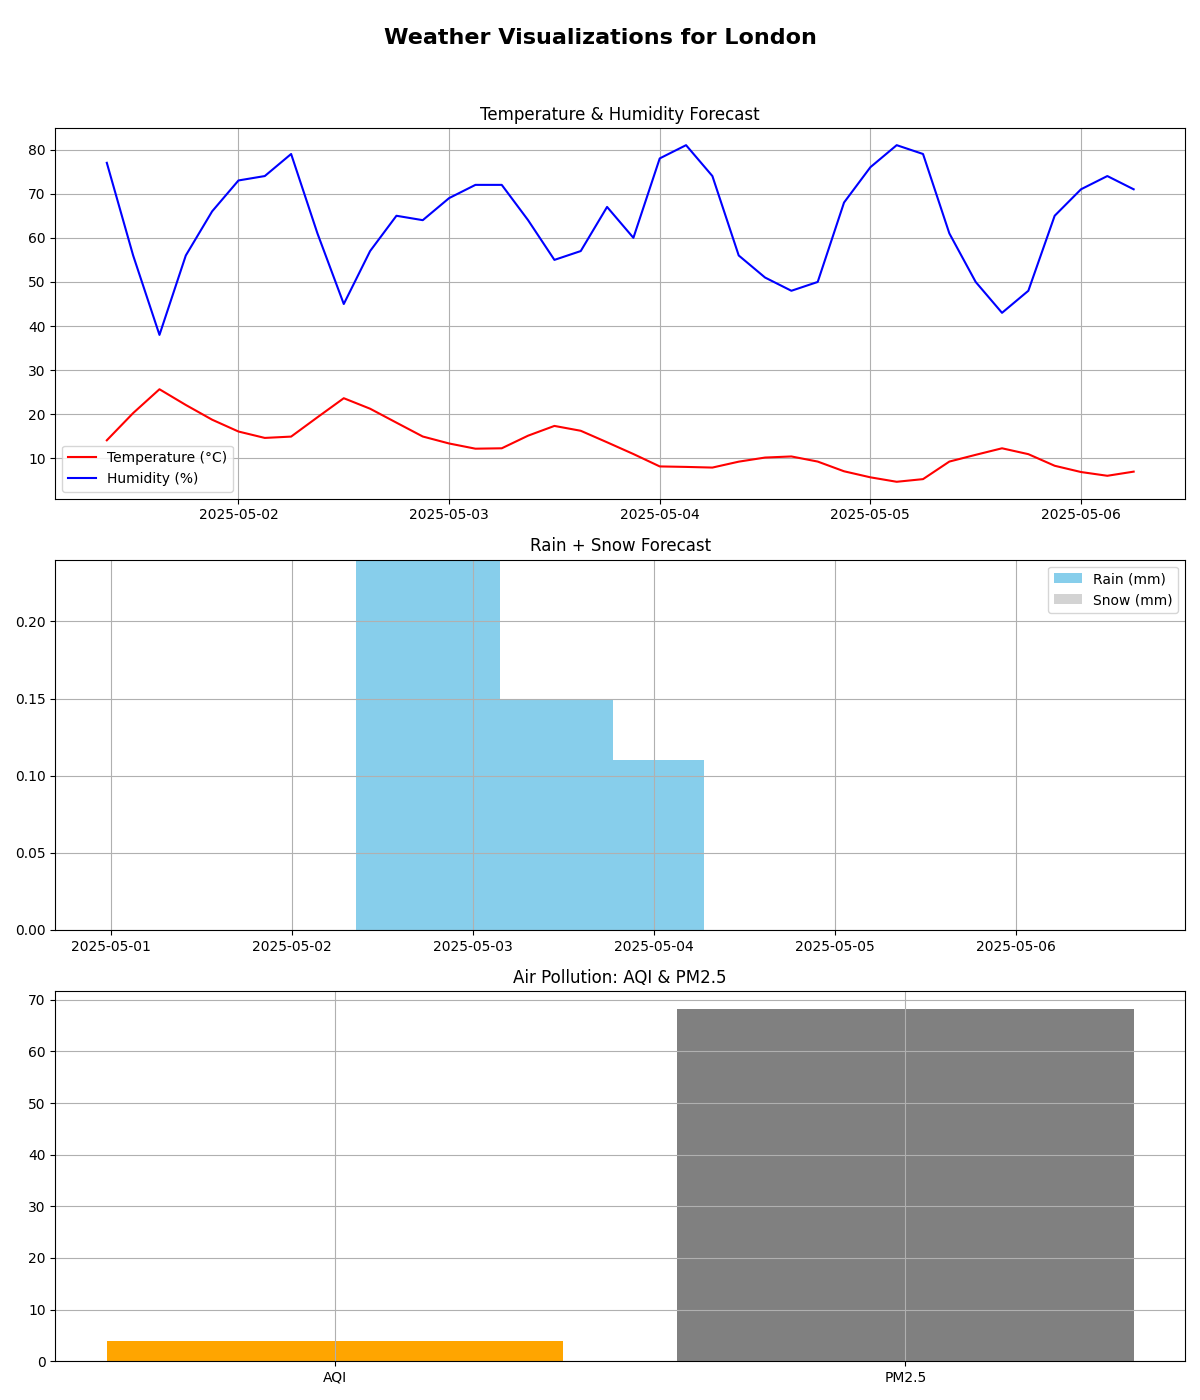 Weather Visualizations for London
Temperature & Humidity Forecast
80
70
60
50
40
30
20
10
Temperature (°C)
Humidity (%)
2025-05-02 2025-05-03 2025-05-04 2025-05-05 2025-05-06
Rain + Snow Forecast
Rain (mm)
Snow (mm)
0.20
0.15
0.10
0.05
0.00
2025-05-01 2025-05-02 2025-05-03 2025-05-04 2025-05-05 2025-05-06
Air Pollution: AQI & PM2.5
70
60
50
40
30
20
10
0
AQI PM2.5